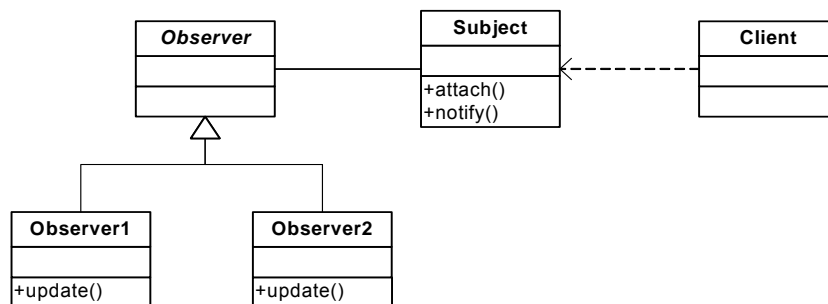 Observer
Subject
Client
+attach()
+notify()
Observer1
Observer2
+update()
+update()